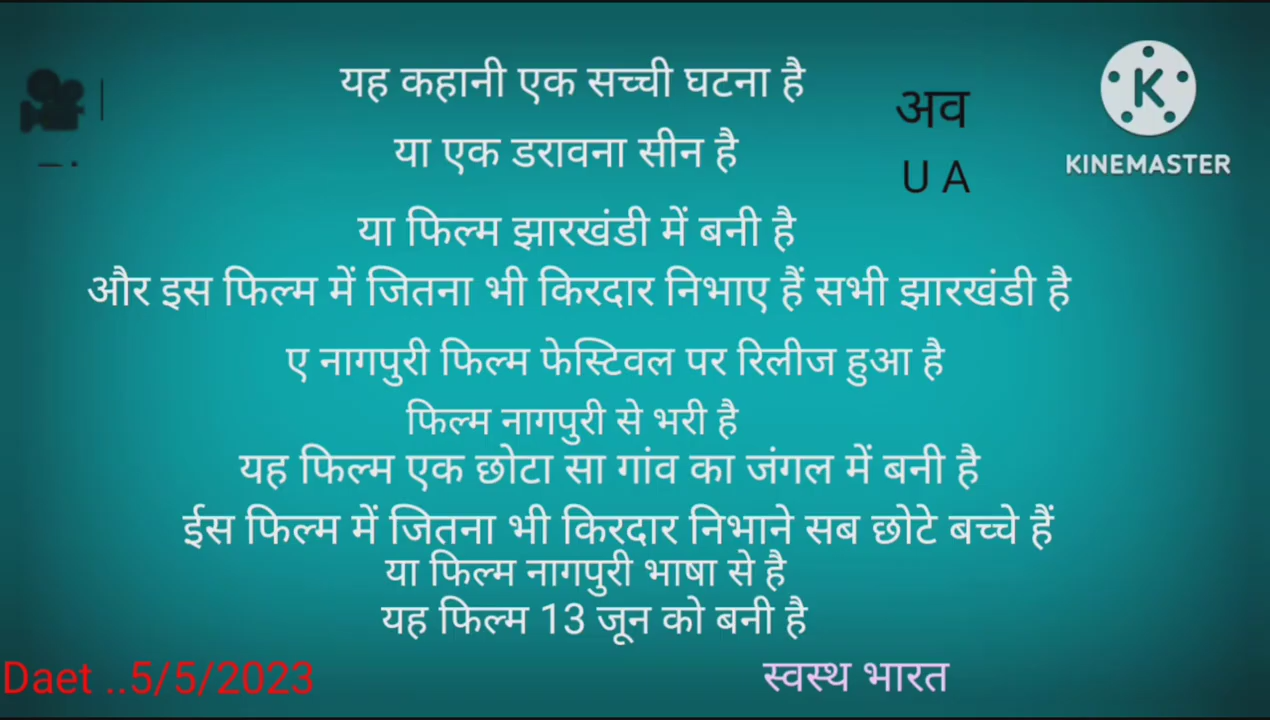 यह कहानी एक सच्ची घटना है
अव
या एक डरावना सीन है
U A
KINEMASTER
या फिल्म झारखंडी में बनी है
और इस फिल्म में जितना भी किरदार निभाए हैं सभी झारखंडी है
ए नागपुरी फिल्म फेस्टिवल पर रिलीज हुआ है
फिल्म नागपुरी से भरी है
यह फिल्म एक छोटा सा गांव का जंगल में बनी है
ईस फिल्म में जितना भी किरदार निभाने सब छोटे बच्चे हैं
या फिल्म नागपुरी भाषा से है
यह फिल्म 13 जून को बनी है
Daet ..5/5/2023
स्वस्थ भारत